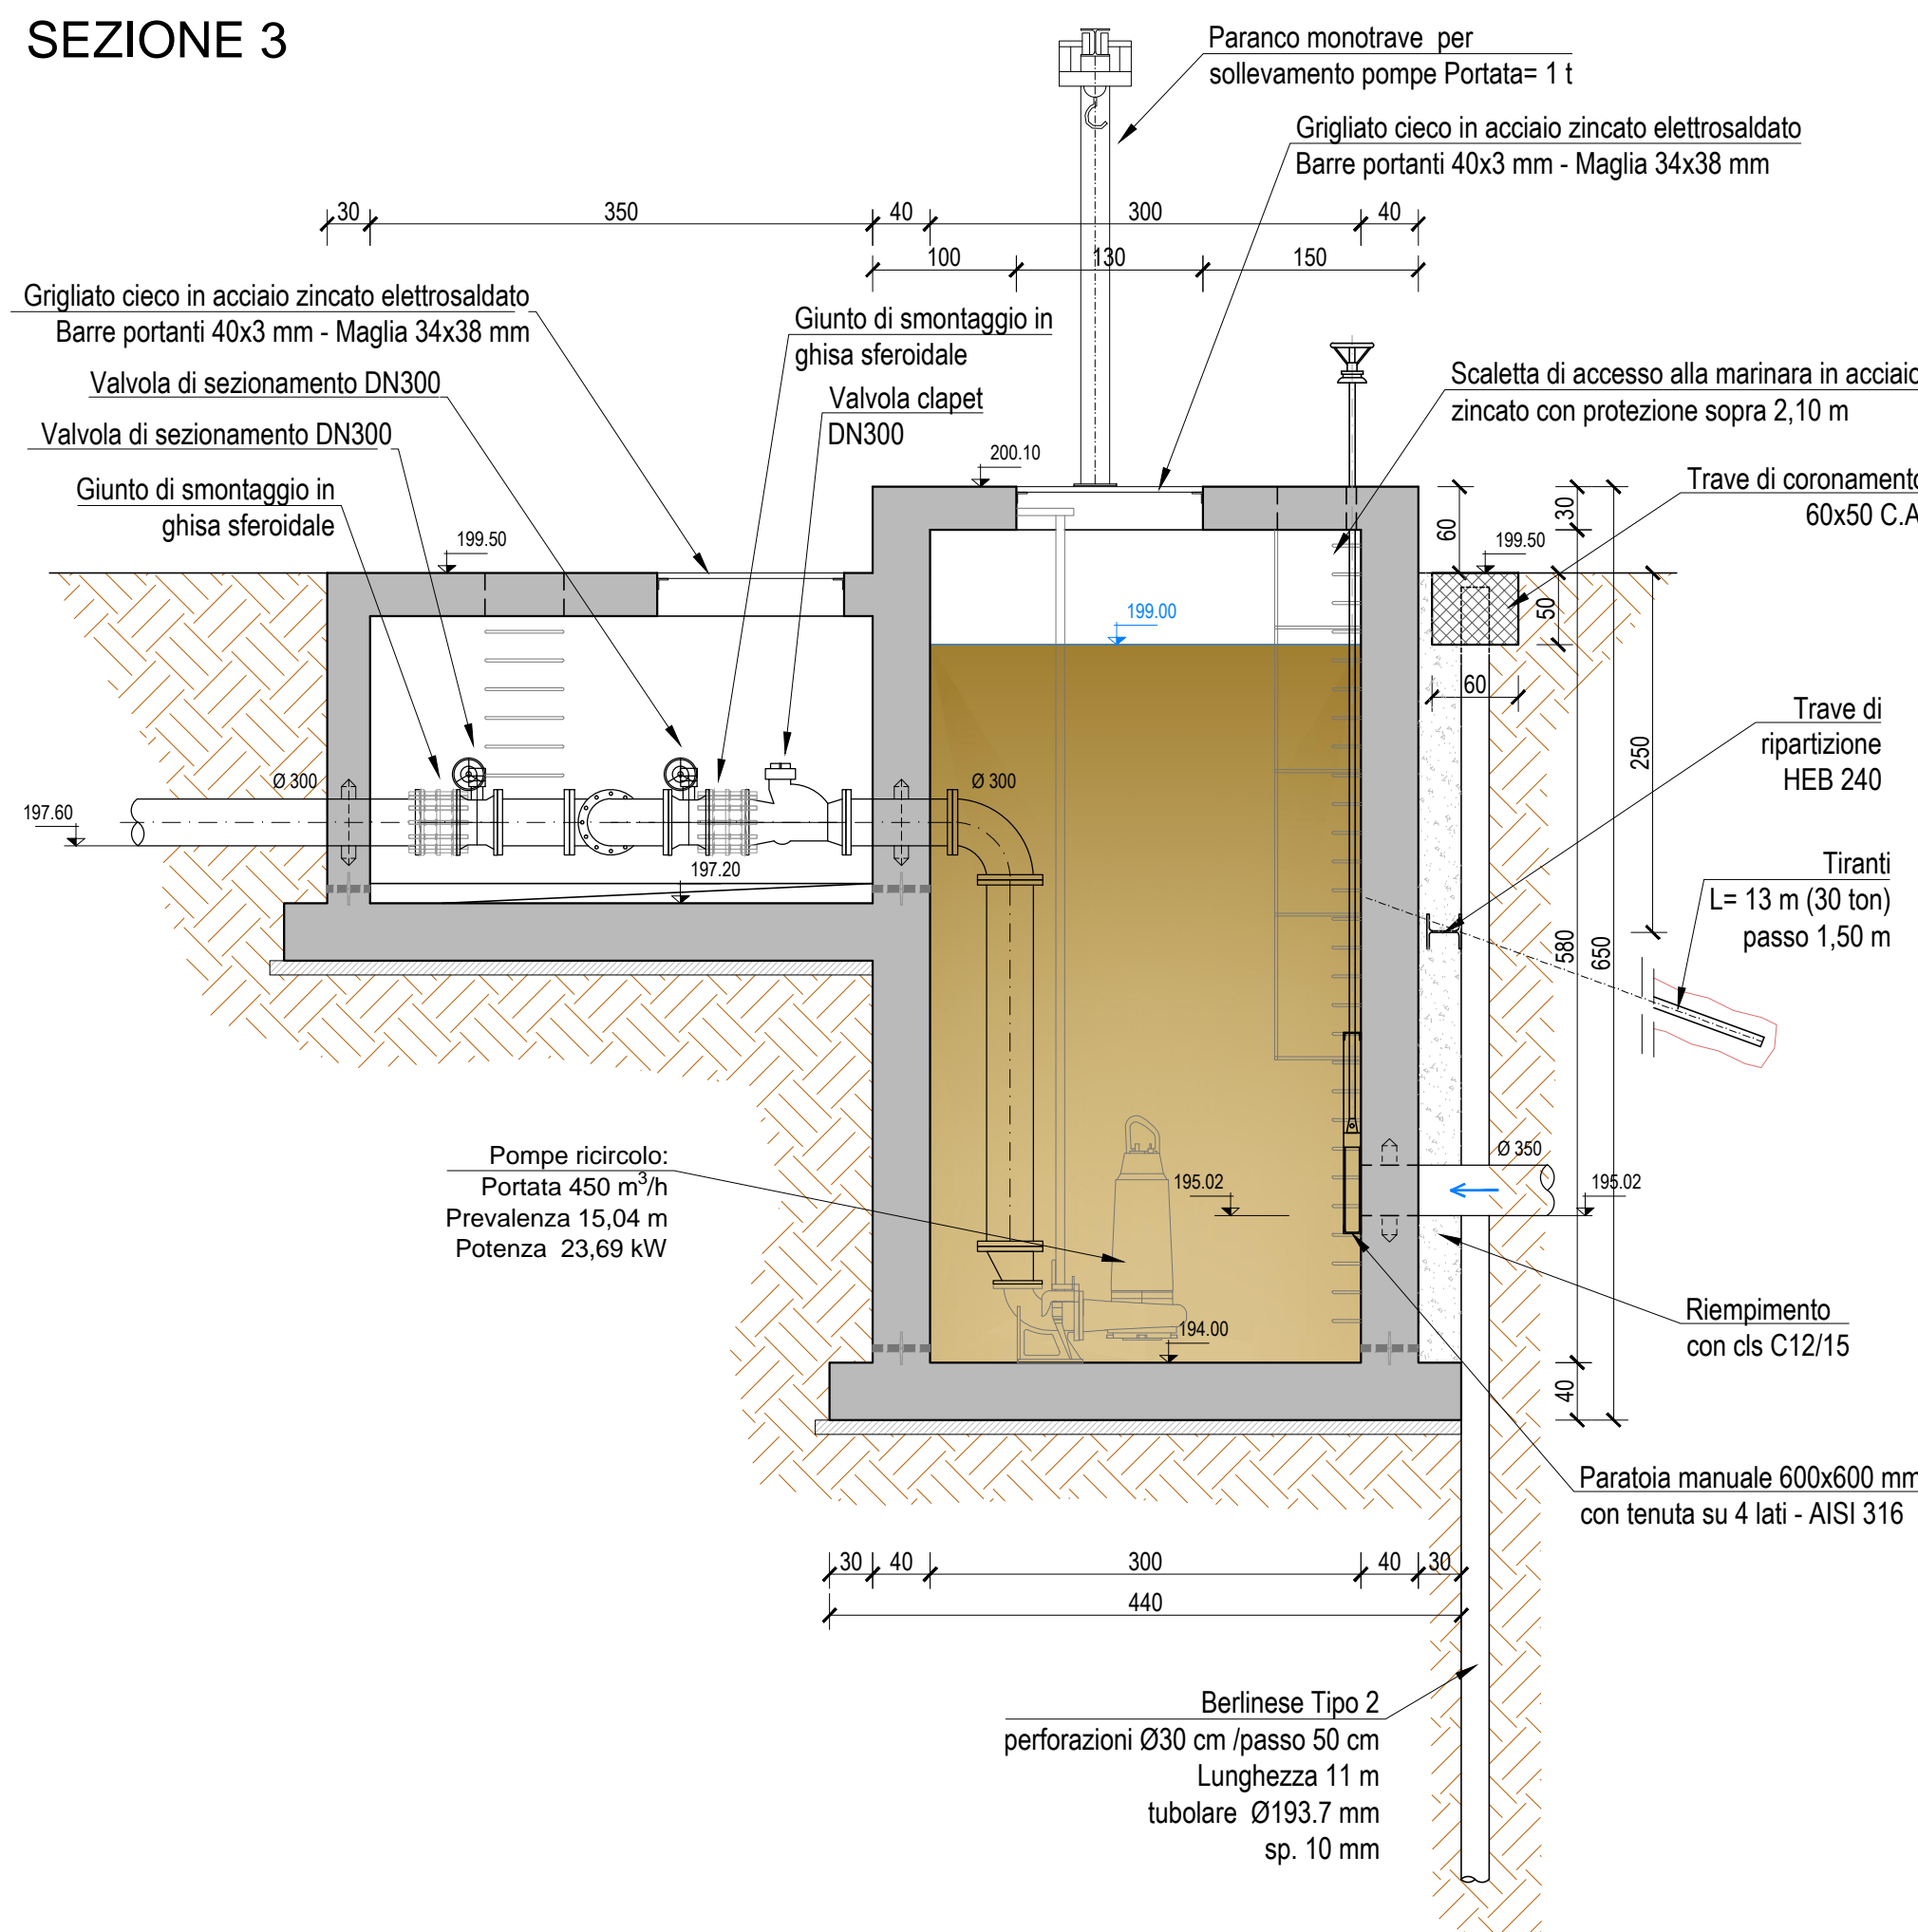 SEZIONE 3
Paranco monotrave per
sollevamento pompe Portata= 1 t
Grigliato cieco in acciaio zincato elettrosaldato
Barre portanti 40x3 mm - Maglia 34x38 mm
30
350
40
300
40
100
130
150
Grigliato cieco in acciaio zincato elettrosaldato
Barre portanti 40x3 mm - Maglia 34x38 mm
Giunto di smontaggio in
ghisa sferoidale
Valvola di sezionamento DN300
Valvola clapet
DN300
Scaletta di accesso alla marinara in acciaio
zincato con protezione sopra 2,10 m
Valvola di sezionamento DN300
Giunto di smontaggio in
ghisa sferoidale
200.10
Trave di coronamento
60x50 C.A
60
30
199.50
199.50
50
199.00
60
250
Trave di
ripartizione
HEB 240
Ø 300
Ø 300
197.60
197.20
Tiranti
L= 13 m (30 ton)
passo 1,50 m
580
650
Pompe ricircolo:
Portata 450 m³/h
Prevalenza 15,04 m
Potenza 23,69 kW
Ø 350
195.02
195.02
194.00
Riempimento
con cls C12/15
40
Paratoia manuale 600x600 mm
con tenuta su 4 lati - AISI 316
30
40
300
40
30
440
Berlinese Tipo 2
perforazioni Ø30 cm /passo 50 cm
Lunghezza 11 m
tubolare Ø193.7 mm
sp. 10 mm